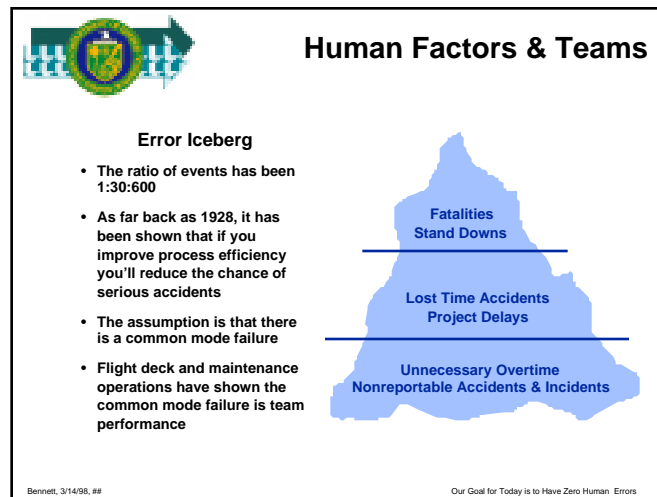 Human Factors & Teams
Error Iceberg
• The ratio of events has been
1:30:600
• As far back as 1928, it has
been shown that if you
improve process efficiency
you'll reduce the chance of
serious accidents
• The assumption is that there
is a common mode failure
• Flight deck and maintenance
operations have shown the
common mode failure is team
performance
Fatalities
Stand Downs
Lost Time Accidents
Project Delays
Unnecessary Overtime
Nonreportable Accidents & Incidents
Bennett, 3/14/98, ##
Our Goal for Today is to Have Zero Human Errors